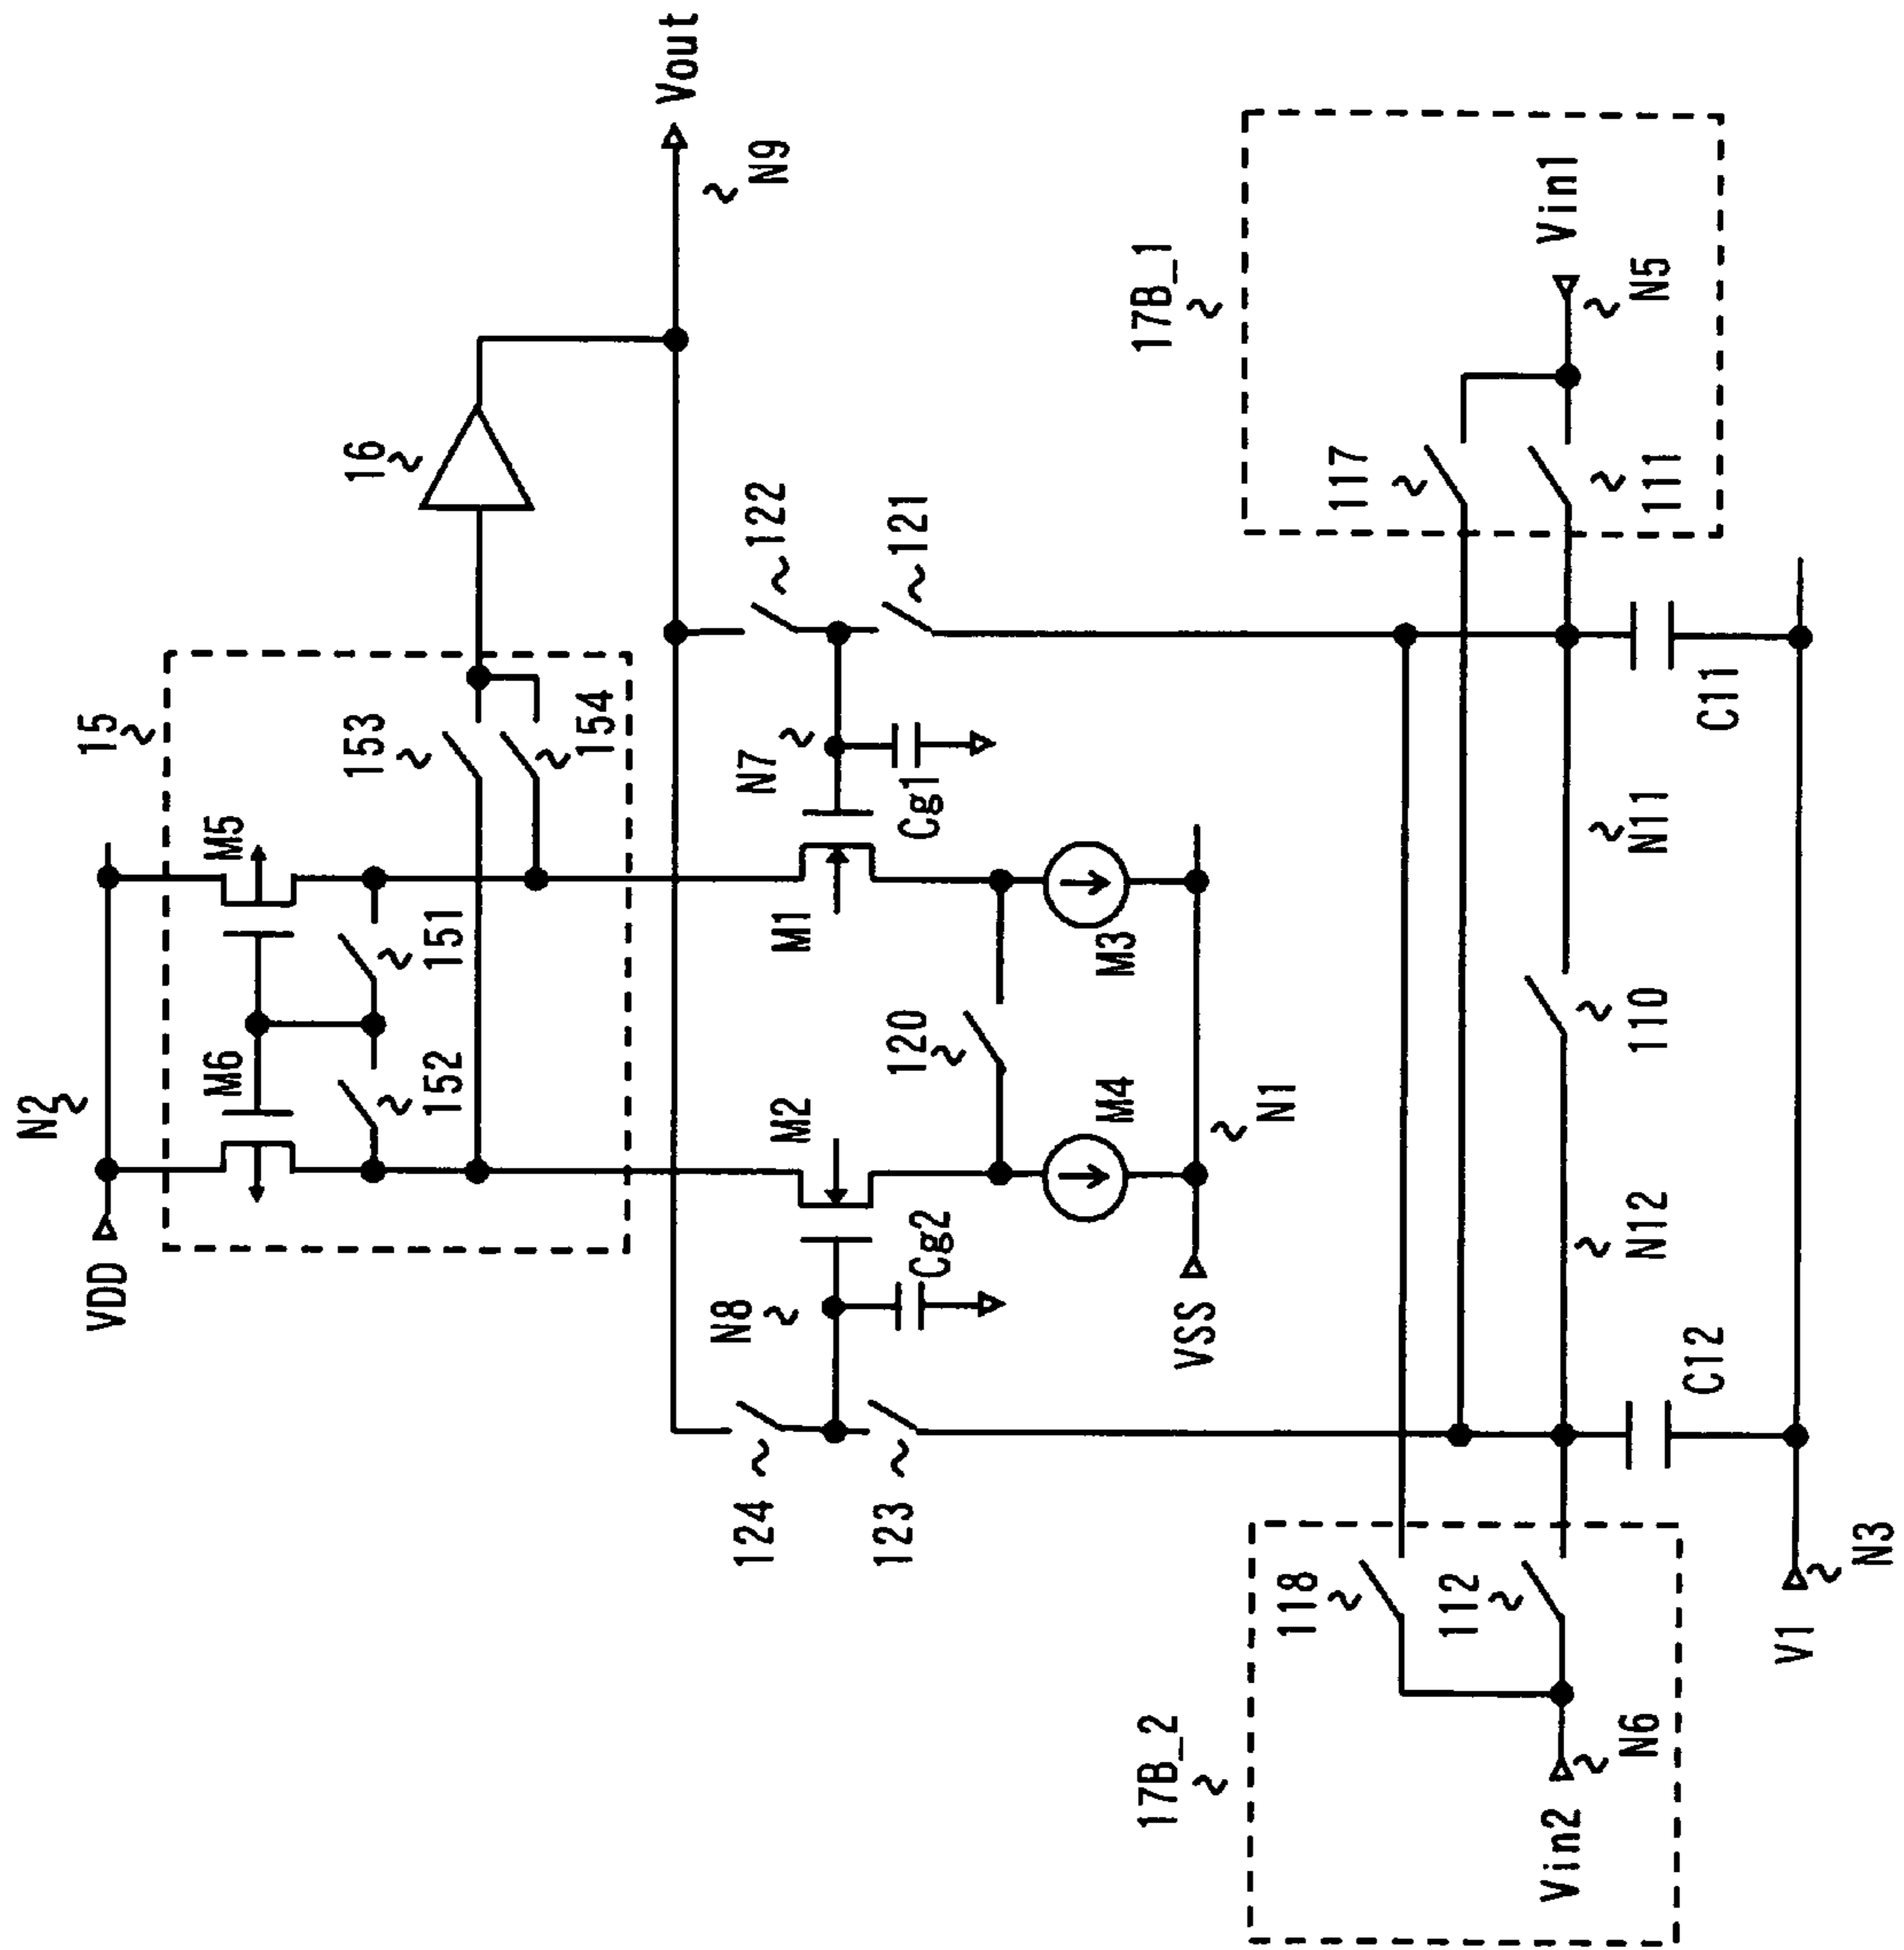 N2
VDD
15
M6
M5
152
151
153
154
16
Vout
N9
124
123
N8
Cg2
M2
M1
N7
Cg1
122
121
120
M4
M3
VSS
N1
17B_2
118
112
Vin2
N6
17B_1
117
111
Vin1
N5
N12
110
N11
C12
C11
V1
N3